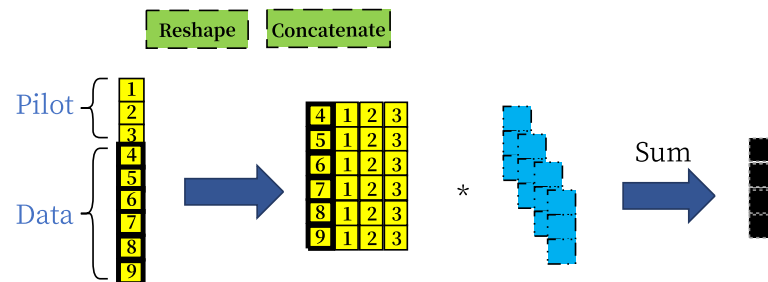 Reshape Concatenate
Pilot
1
2
3
Data
4
5
6
7
8
9
4 1 2 3
5 1 2 3
6 1 2 3
7 1 2 3
8 1 2 3
9 1 2 3
*
Sum